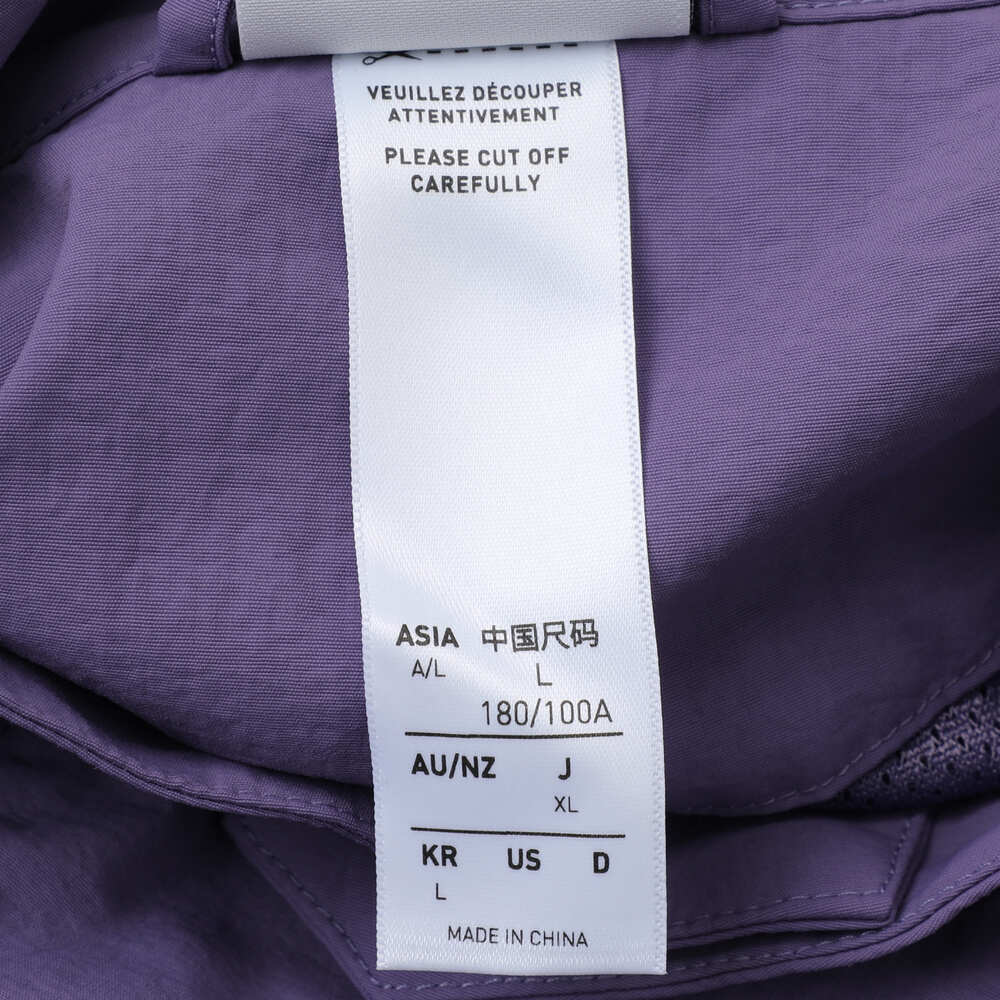 VEUILLEZ DÉCOUPER
ATTENTIVEMENT
PLEASE CUT OFF
CAREFULLY
ASIA 中国尺码
A/L L
180/100A
AU/NZ J
XL
KR US D
L
MADE IN CHINA